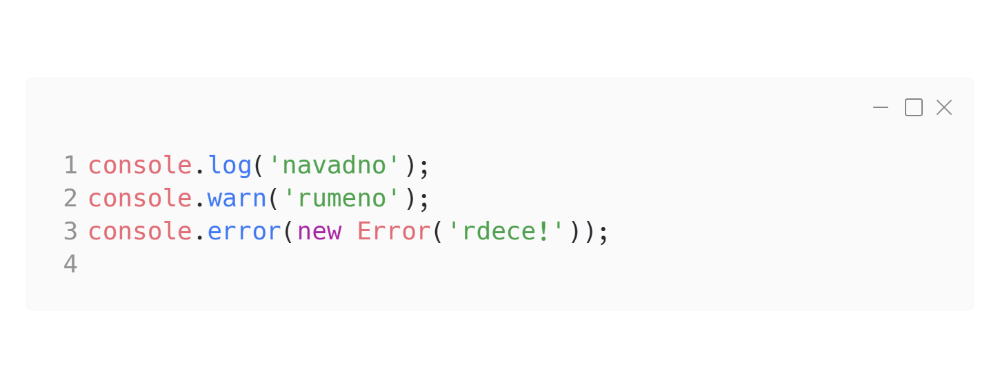 1 console.log('navadno');
2 console.warn('rumeno');
3 console.error(new Error('rdece!'));
4